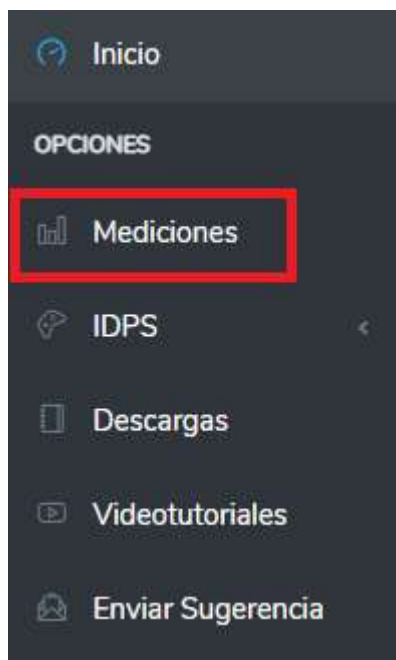 Inicio
OPCIONES
Mediciones
IDPS
Descargas
Videotutoriales
Enviar Sugerencia